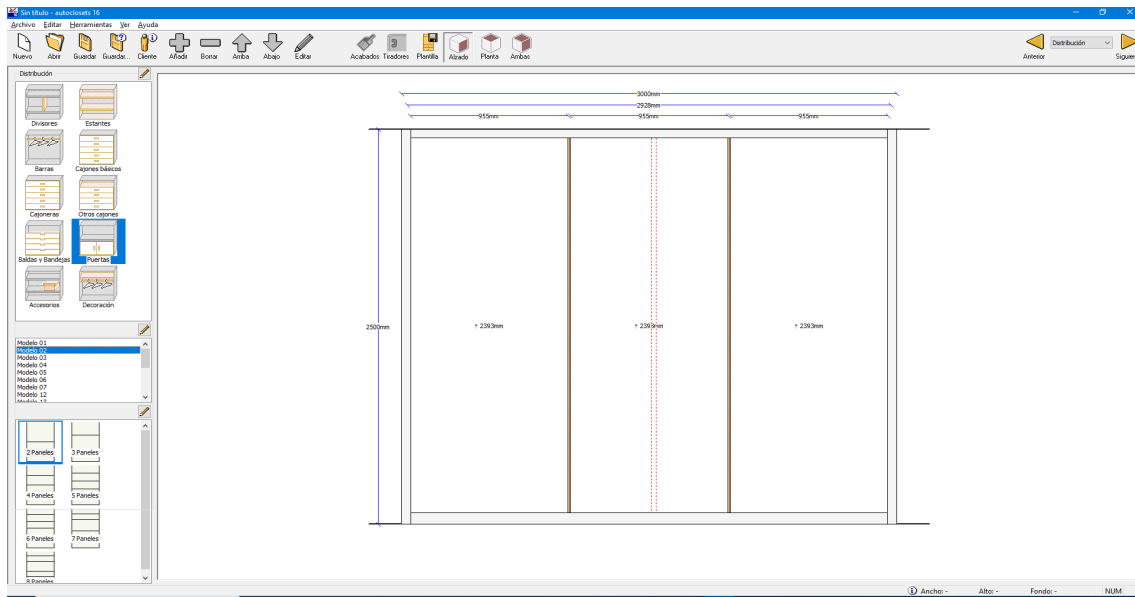 Sin título - autoclosets 16
Archivo Editar Herramientas Ver Ayuda
Nuevo Abrir Guardar Guardar... Cliente Añadir Borrar Arriba Abajo Editar Acabados Tiradores Plantilla Alzado Planta Ambas Anterior Distribución Siguien
Distribución
Divisores Estantes
Barras Cajones básicos
Cajoneras Otros cajones
Baldas y Bandejas Puertas
Accesorios Decoración
Modelo 01
Modelo 02
Modelo 03
Modelo 04
Modelo 05
Modelo 06
Modelo 07
Modelo 12
Modelo 13
2 Paneles 3 Paneles
4 Paneles 5 Paneles
6 Paneles 7 Paneles
8 Paneles
3000mm
2928mm
955mm 955mm 955mm
2500mm ↑ 2393mm ↑ 2393mm ↑ 2393mm
Ancho: - Alto: - Fondo: - NUM